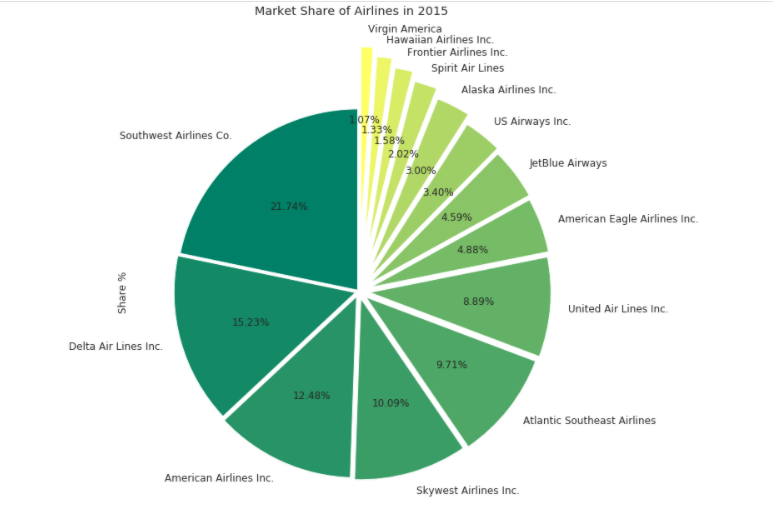 Market Share of Airlines in 2015
Virgin America
Hawaiian Airlines Inc.
Frontier Airlines Inc.
Spirit Air Lines
Alaska Airlines Inc.
US Airways Inc.
JetBlue Airways
American Eagle Airlines Inc.
United Air Lines Inc.
Atlantic Southeast Airlines
Skywest Airlines Inc.
American Airlines Inc.
Delta Air Lines Inc.
Southwest Airlines Co.
Share %
1.07%
1.33%
1.58%
2.02%
3.00%
3.40%
4.59%
4.88%
8.89%
9.71%
10.09%
12.48%
15.23%
21.74%